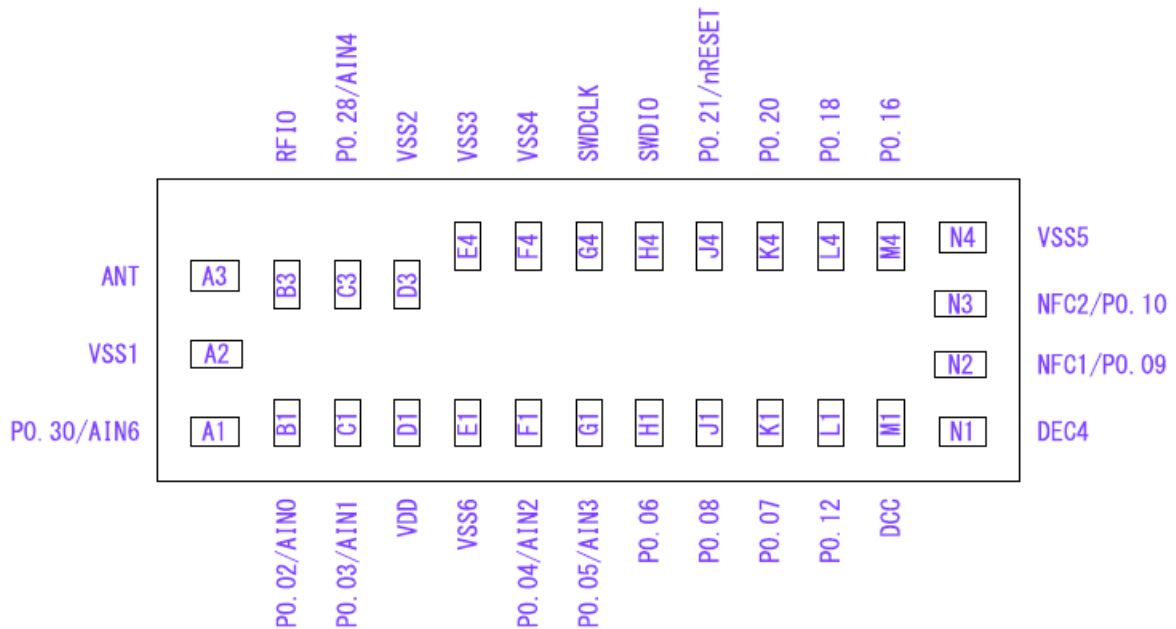 RFIO
P0.28/AIN4
VSS2
VSS3
VSS4
SWDCLK
SWDIO
P0.21/nRESET
P0.20
P0.18
P0.16
E4
F4
G4
H4
J4
K4
L4
M4
N4
VSS5
ANT
A3
B3
C3
D3
N3
NFC2/P0.10
VSS1
A2
N2
NFC1/P0.09
P0.30/AIN6
A1
B1
C1
D1
E1
F1
G1
H1
J1
K1
L1
M1
N1
DEC4
P0.02/AIN0
P0.03/AIN1
VDD
VSS6
P0.04/AIN2
P0.05/AIN3
P0.06
P0.08
P0.07
P0.12
DCC